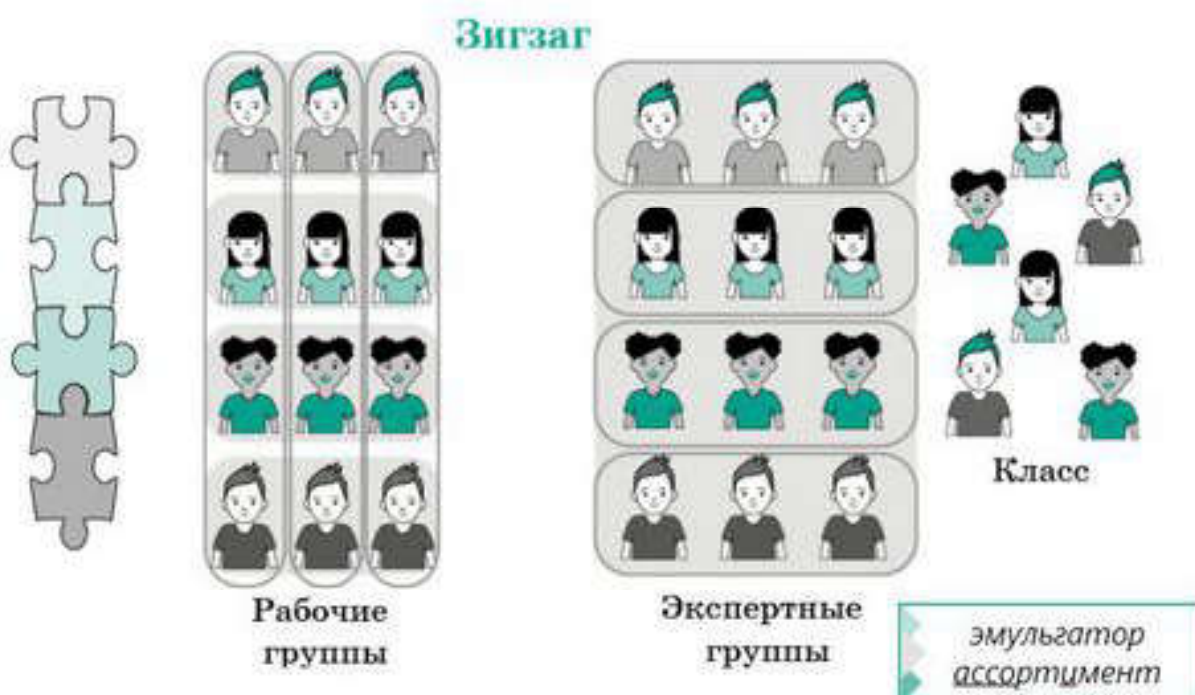 Зигзаг
Рабочие
группы
Экспертные
группы
Класс
эмульгатор
ассортимент